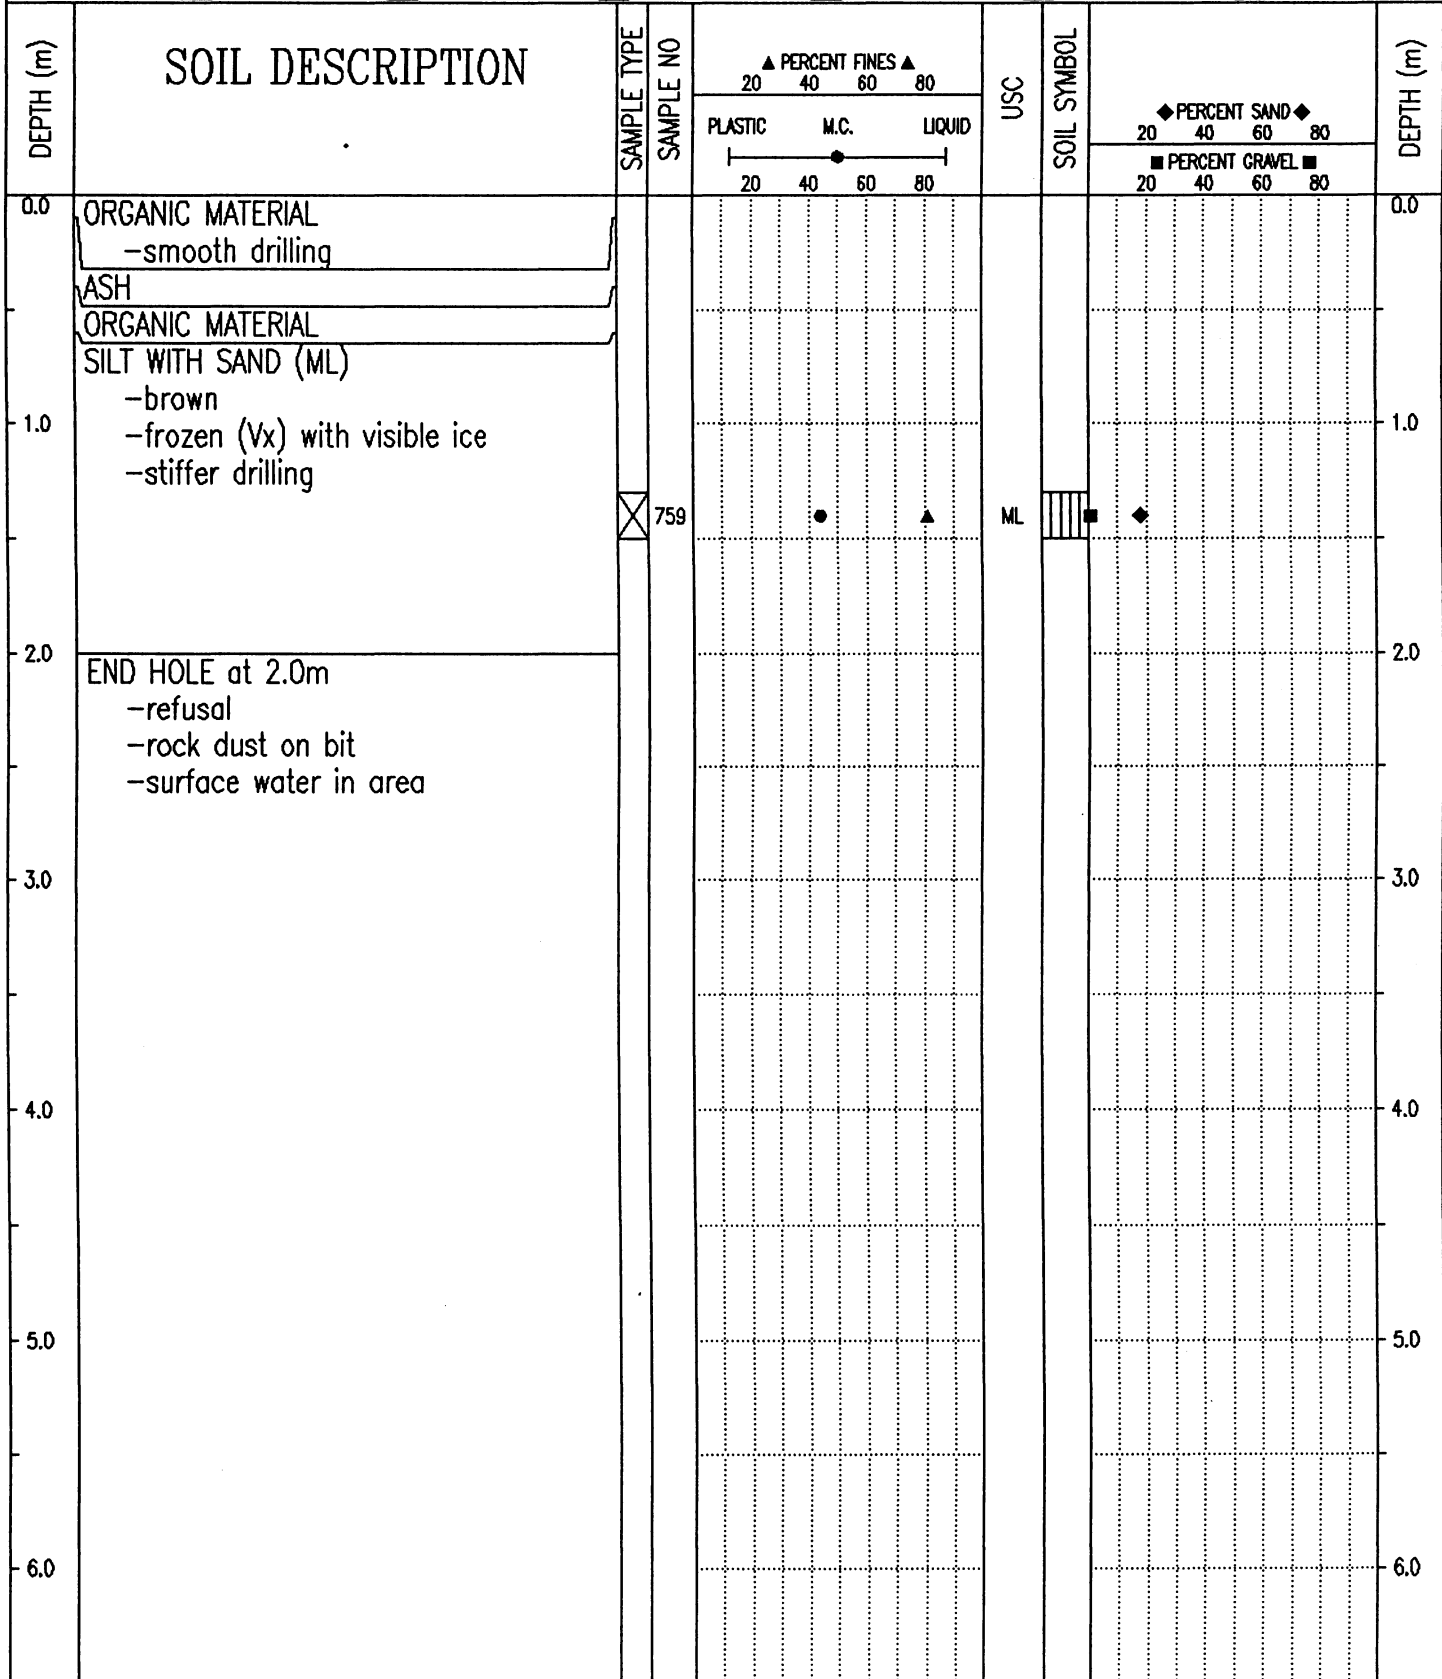 DEPTH (m)
SOIL DESCRIPTION
SAMPLE TYPE
SAMPLE NO
▲ PERCENT FINES ▲
20 40 60 80
PLASTIC M.C. LIQUID
20 40 60 80
USC
SOIL SYMBOL
◆ PERCENT SAND ◆
20 40 60 80
■ PERCENT GRAVEL ■
20 40 60 80
DEPTH (m)
0.0
ORGANIC MATERIAL
0.0
-smooth drilling
ASH
ORGANIC MATERIAL
SILT WITH SAND (ML)
-brown
1.0
-frozen (Vx) with visible ice
1.0
-stiffer drilling
759
ML
2.0
2.0
END HOLE at 2.0m
-refusal
-rock dust on bit
-surface water in area
3.0
3.0
4.0
4.0
5.0
5.0
6.0
6.0